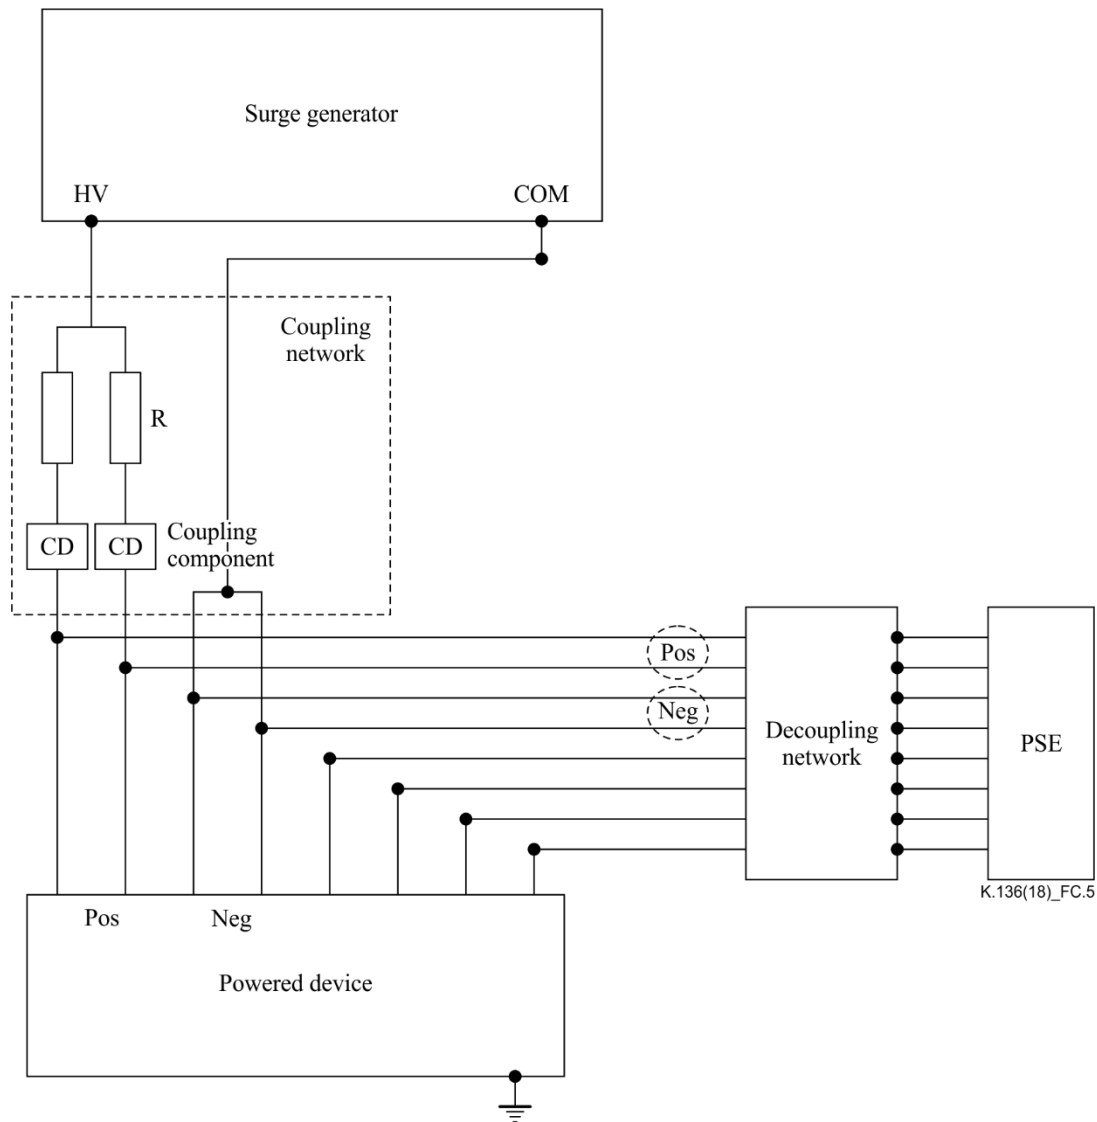 Surge generator
HV
COM
Coupling
network
R
CD
CD
Coupling
component
Pos
Neg
Decoupling
network
PSE
K.136(18)_FC.5
Pos
Neg
Powered device